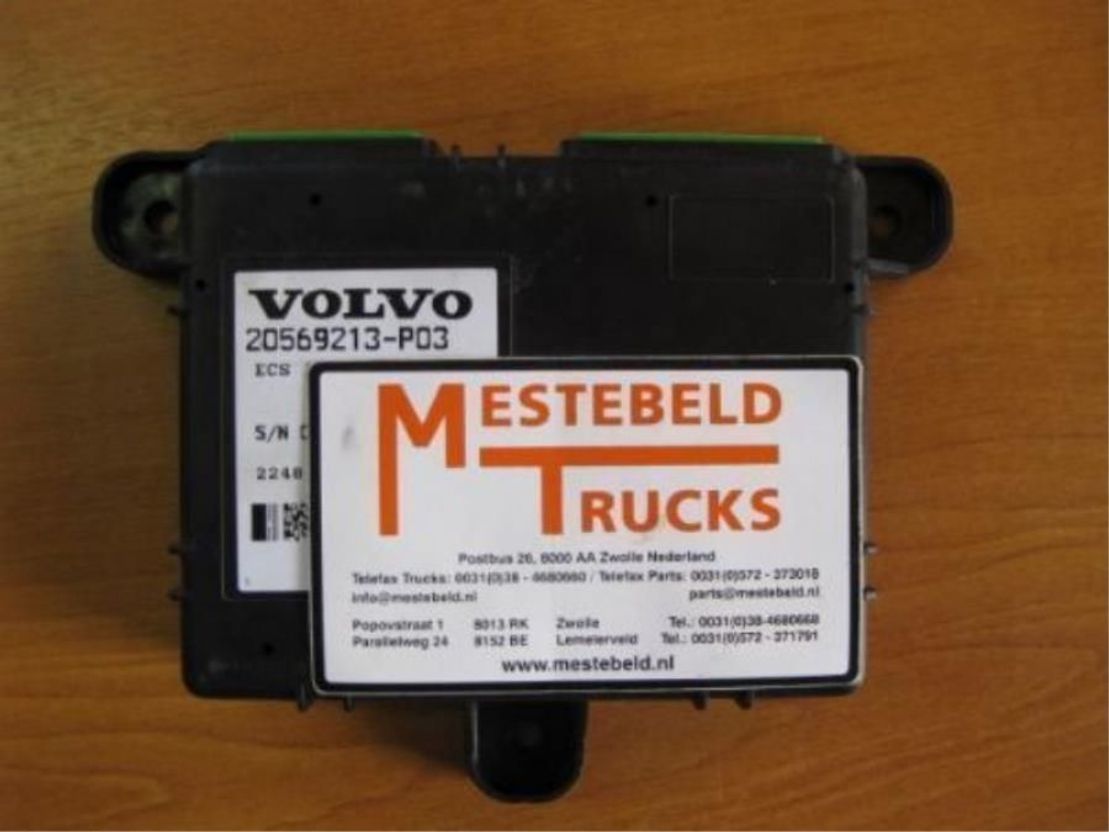 VOLVO
20569213-P03
ECS
S/N
2248
MESTEBELD
TRUCKS
Postbus 26, 8000 AA Zwolle Nederland
Telefax Trucks: 0031(0)38 - 4680660 / Telefax Parts: 0031(0)572 - 373018
info@mestebeld.nl parts@mestebeld.nl
Popovstraat 1 8013 RK Zwolle Tel.: 0031(0)38-4680668
Parallelweg 24 8152 BE Lemelerveld Tel.: 0031(0)572 - 371791
www.mestebeld.nl